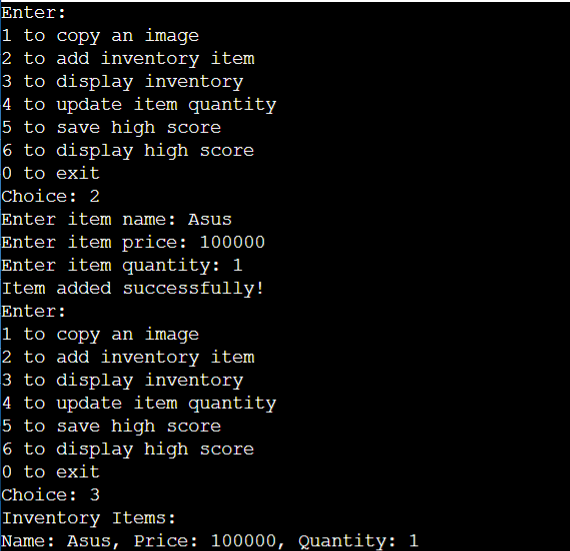 Enter:
1 to copy an image
2 to add inventory item
3 to display inventory
4 to update item quantity
5 to save high score
6 to display high score
0 to exit
Choice: 2
Enter item name: Asus
Enter item price: 100000
Enter item quantity: 1
Item added successfully!
Enter:
1 to copy an image
2 to add inventory item
3 to display inventory
4 to update item quantity
5 to save high score
6 to display high score
0 to exit
Choice: 3
Inventory Items:
Name: Asus, Price: 100000, Quantity: 1